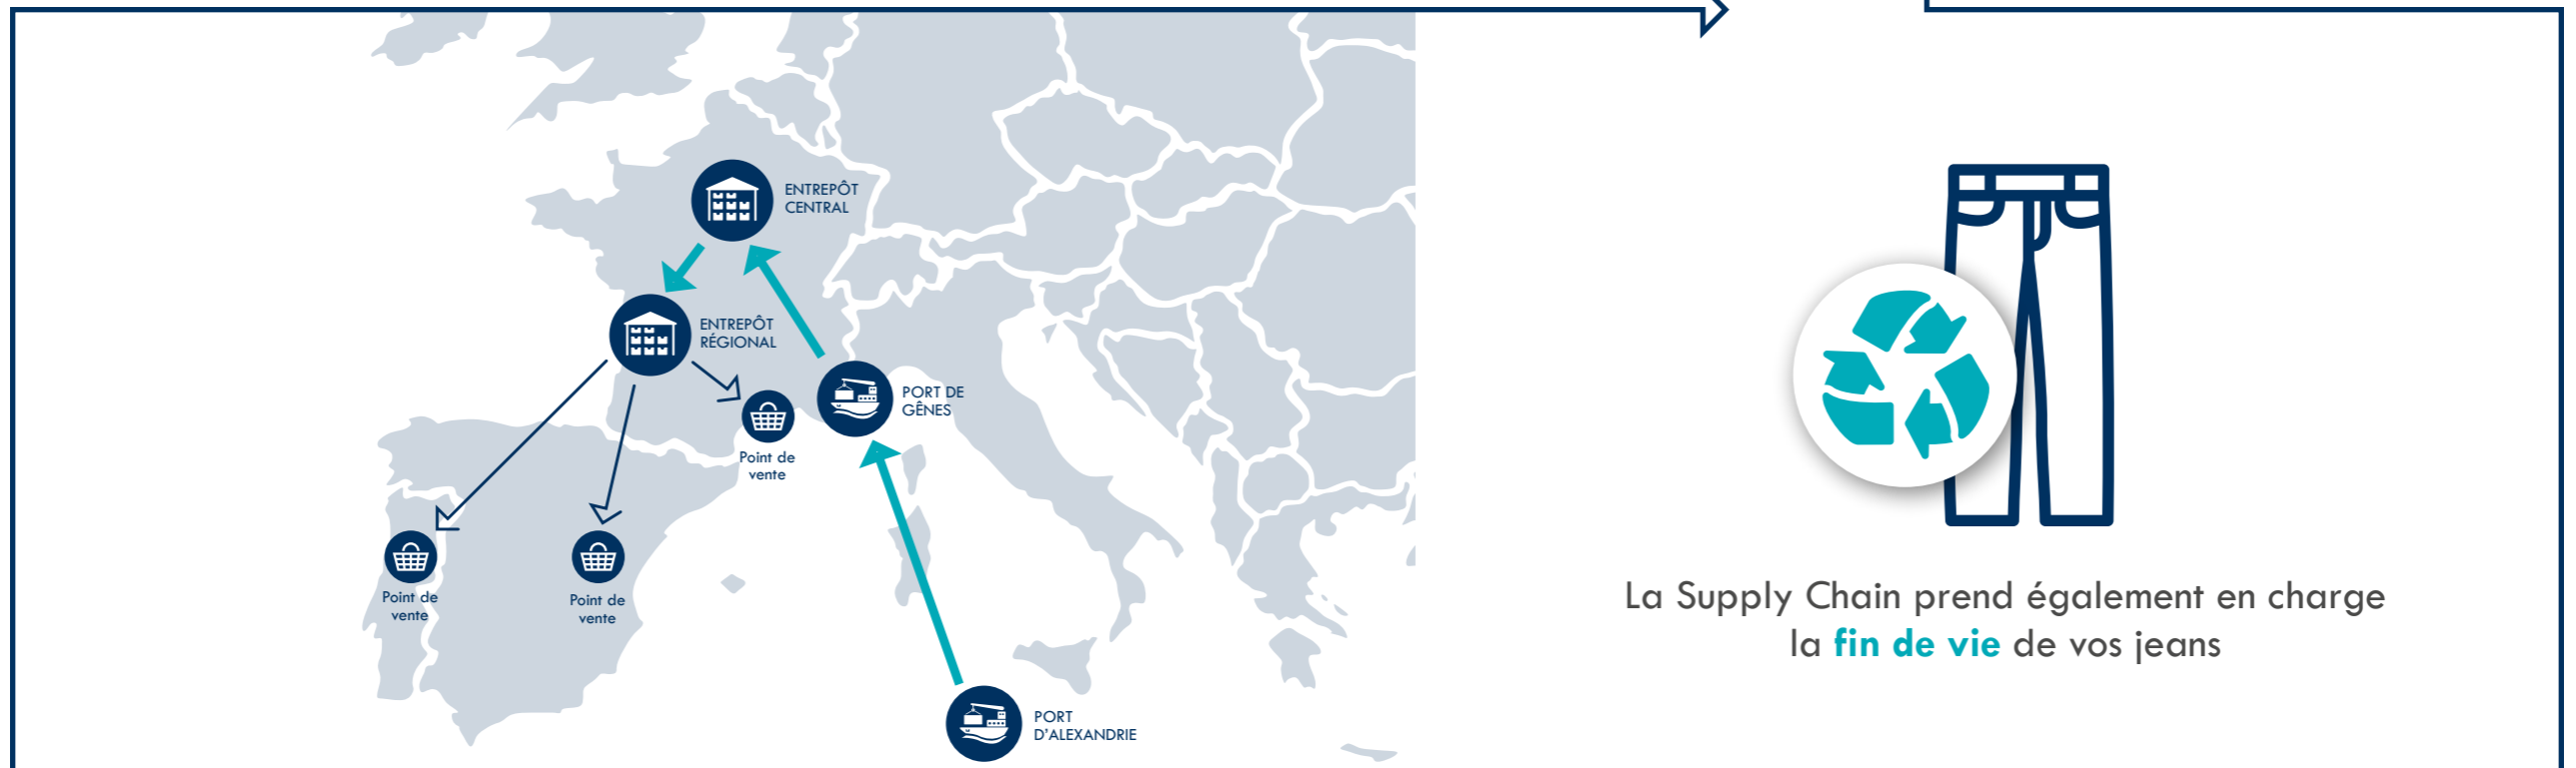 ENTREPÔT
CENTRAL
ENTREPÔT
RÉGIONAL
PORT DE
GÊNES
Point de
vente
Point de
vente
Point de
vente
PORT
D'ALEXANDRIE
La Supply Chain prend également en charge
la fin de vie de vos jeans